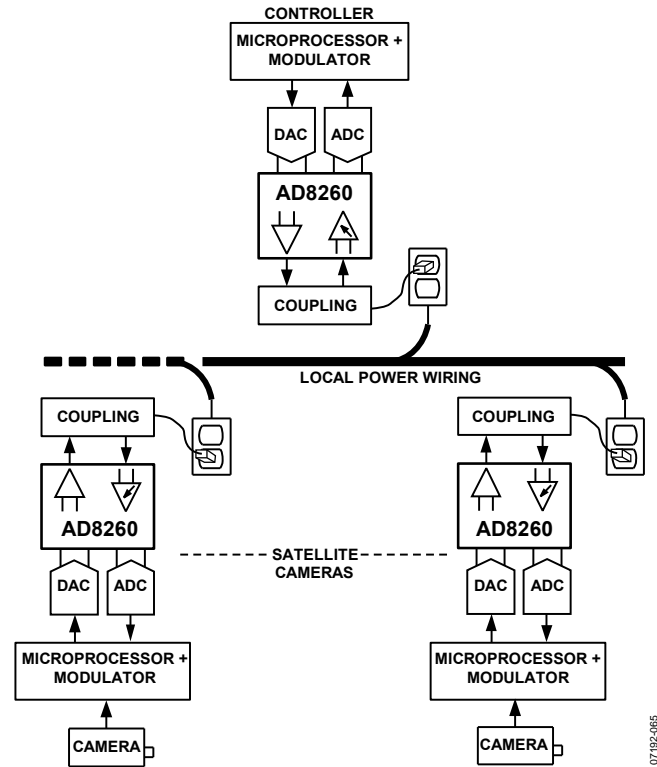 CONTROLLER
MICROPROCESSOR +
MODULATOR
DAC
ADC
AD8260
COUPLING
LOCAL POWER WIRING
COUPLING
COUPLING
AD8260
AD8260
SATELLITE
CAMERAS
DAC
ADC
DAC
ADC
MICROPROCESSOR +
MODULATOR
MICROPROCESSOR +
MODULATOR
CAMERA
CAMERA
07192-065